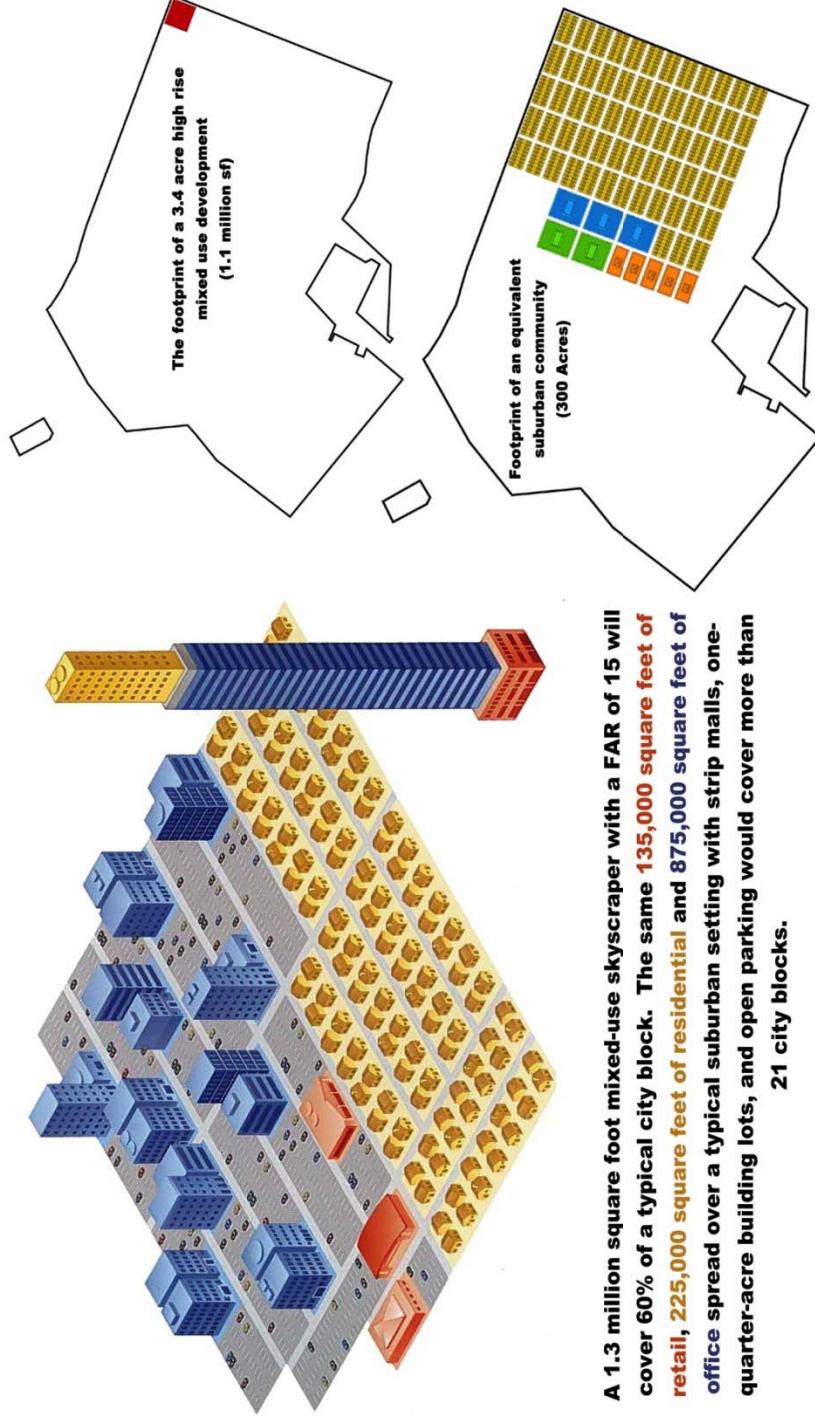 The footprint of a 3.4 acre high rise
mixed use development
(1.1 million sf)
Footprint of an equivalent
suburban community
(300 Acres)
A 1.3 million square foot mixed-use skyscraper with a FAR of 15 will
cover 60% of a typical city block. The same 135,000 square feet of
retail, 225,000 square feet of residential and 875,000 square feet of
office spread over a typical suburban setting with strip malls, one-
quarter-acre building lots, and open parking would cover more than
21 city blocks.